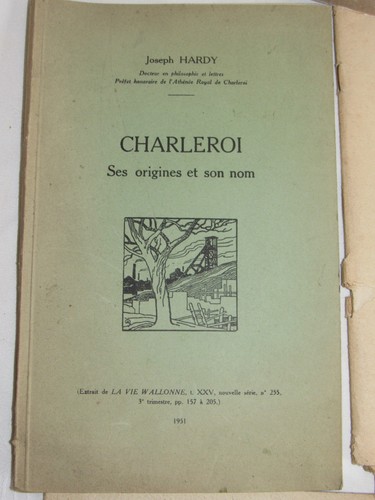 Joseph HARDY
Docteur en philosophie et lettres
Préfet honoraire de l'Athénée Royal de Charleroi
CHARLEROI
Ses origines et son nom
(Extrait de LA VIE WALLONNE, t. XXV, nouvelle série, n° 255,
3e trimestre, pp. 157 à 205.)
1951